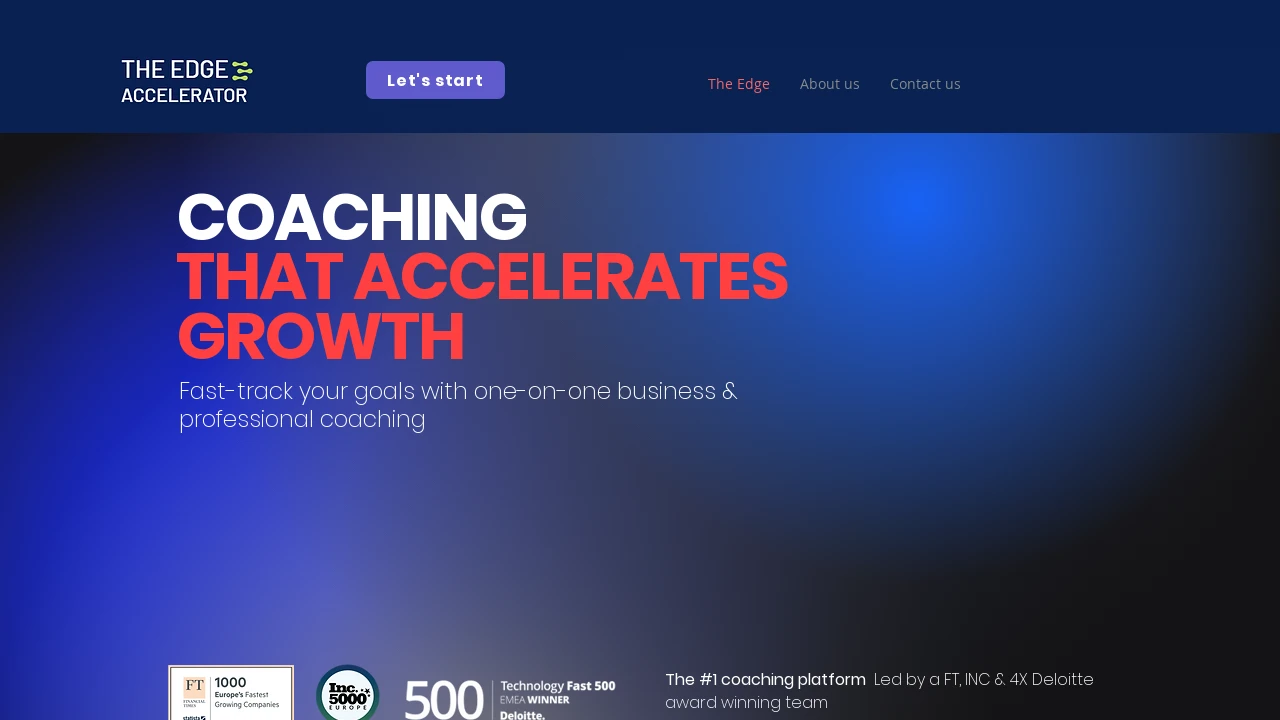 THE EDGE
ACCELERATOR
Let's start
The Edge
About us
Contact us
COACHING
THAT ACCELERATES
GROWTH
Fast-track your goals with one-on-one business &
professional coaching
FT
FINANCIAL
TIMES
statista
1000
Europe's Fastest
Growing Companies
Inc.
5000
EUROPE
500
Technology Fast 500
EMEA WINNER
Deloitte.
The #1 coaching platform Led by a FT, INC & 4X Deloitte
award winning team